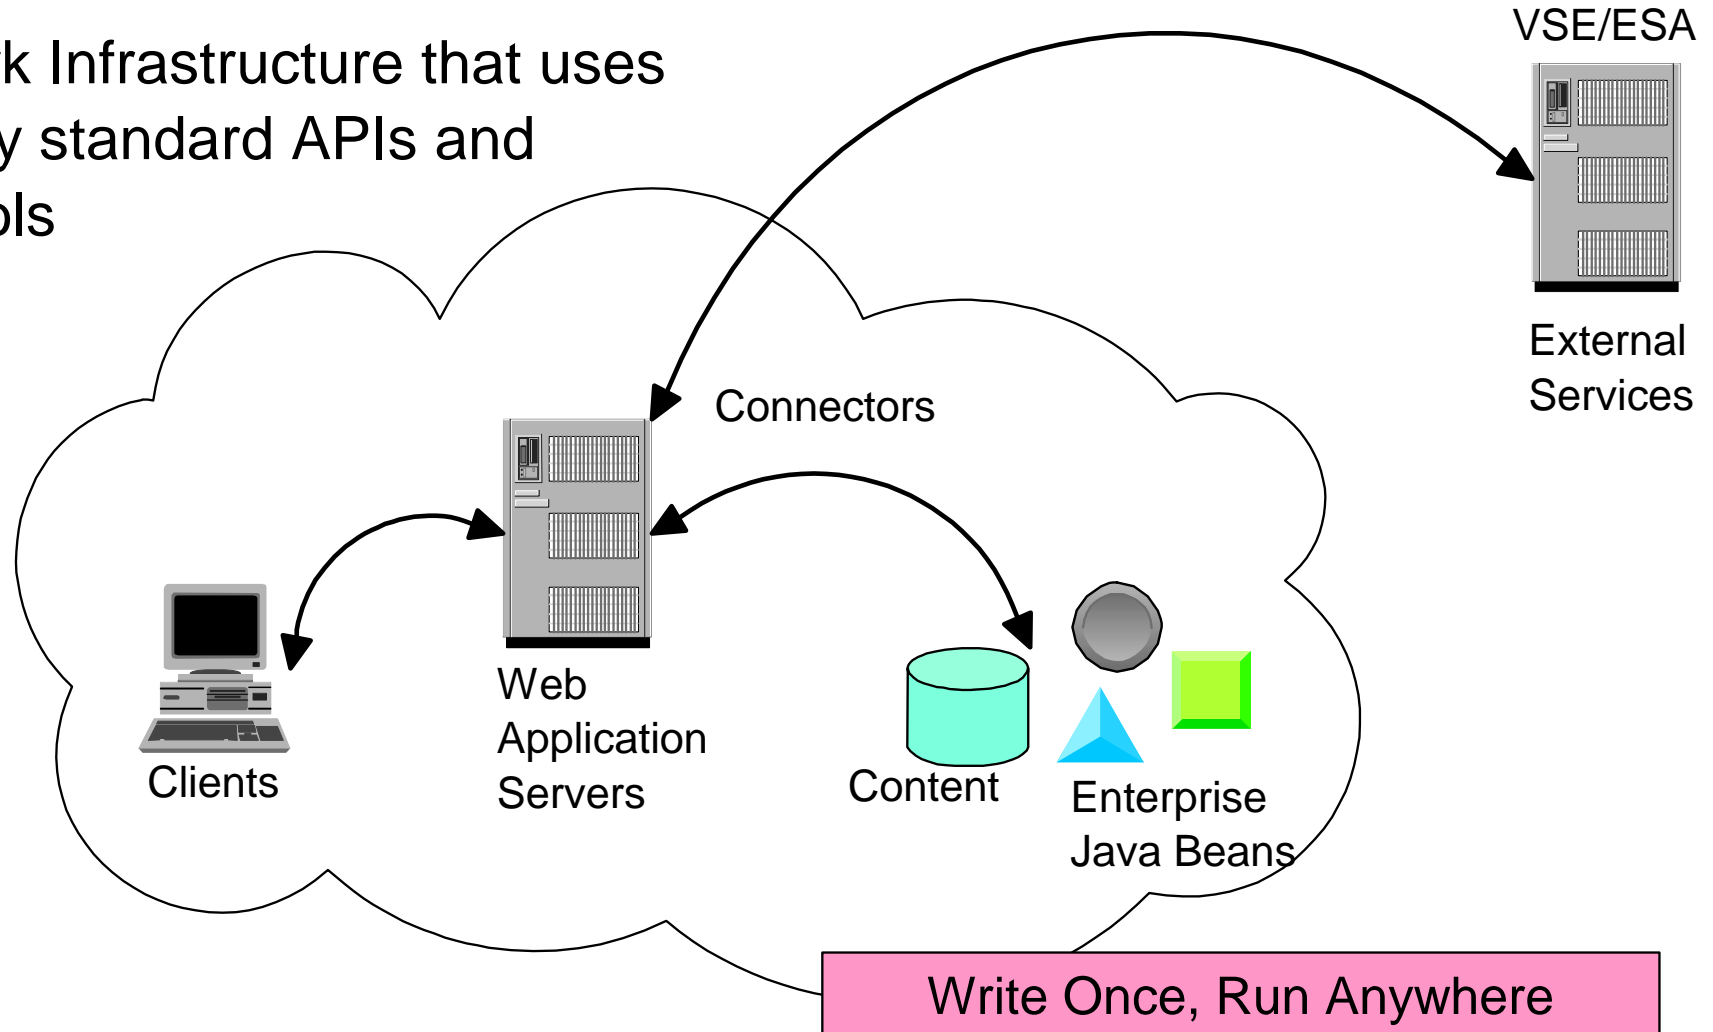 k Infrastructure that uses
y standard APIs and
ols
VSE/ESA
External
Services
Connectors
Web
Application
Servers
Clients
Content
Enterprise
Java Beans
Write Once, Run Anywhere